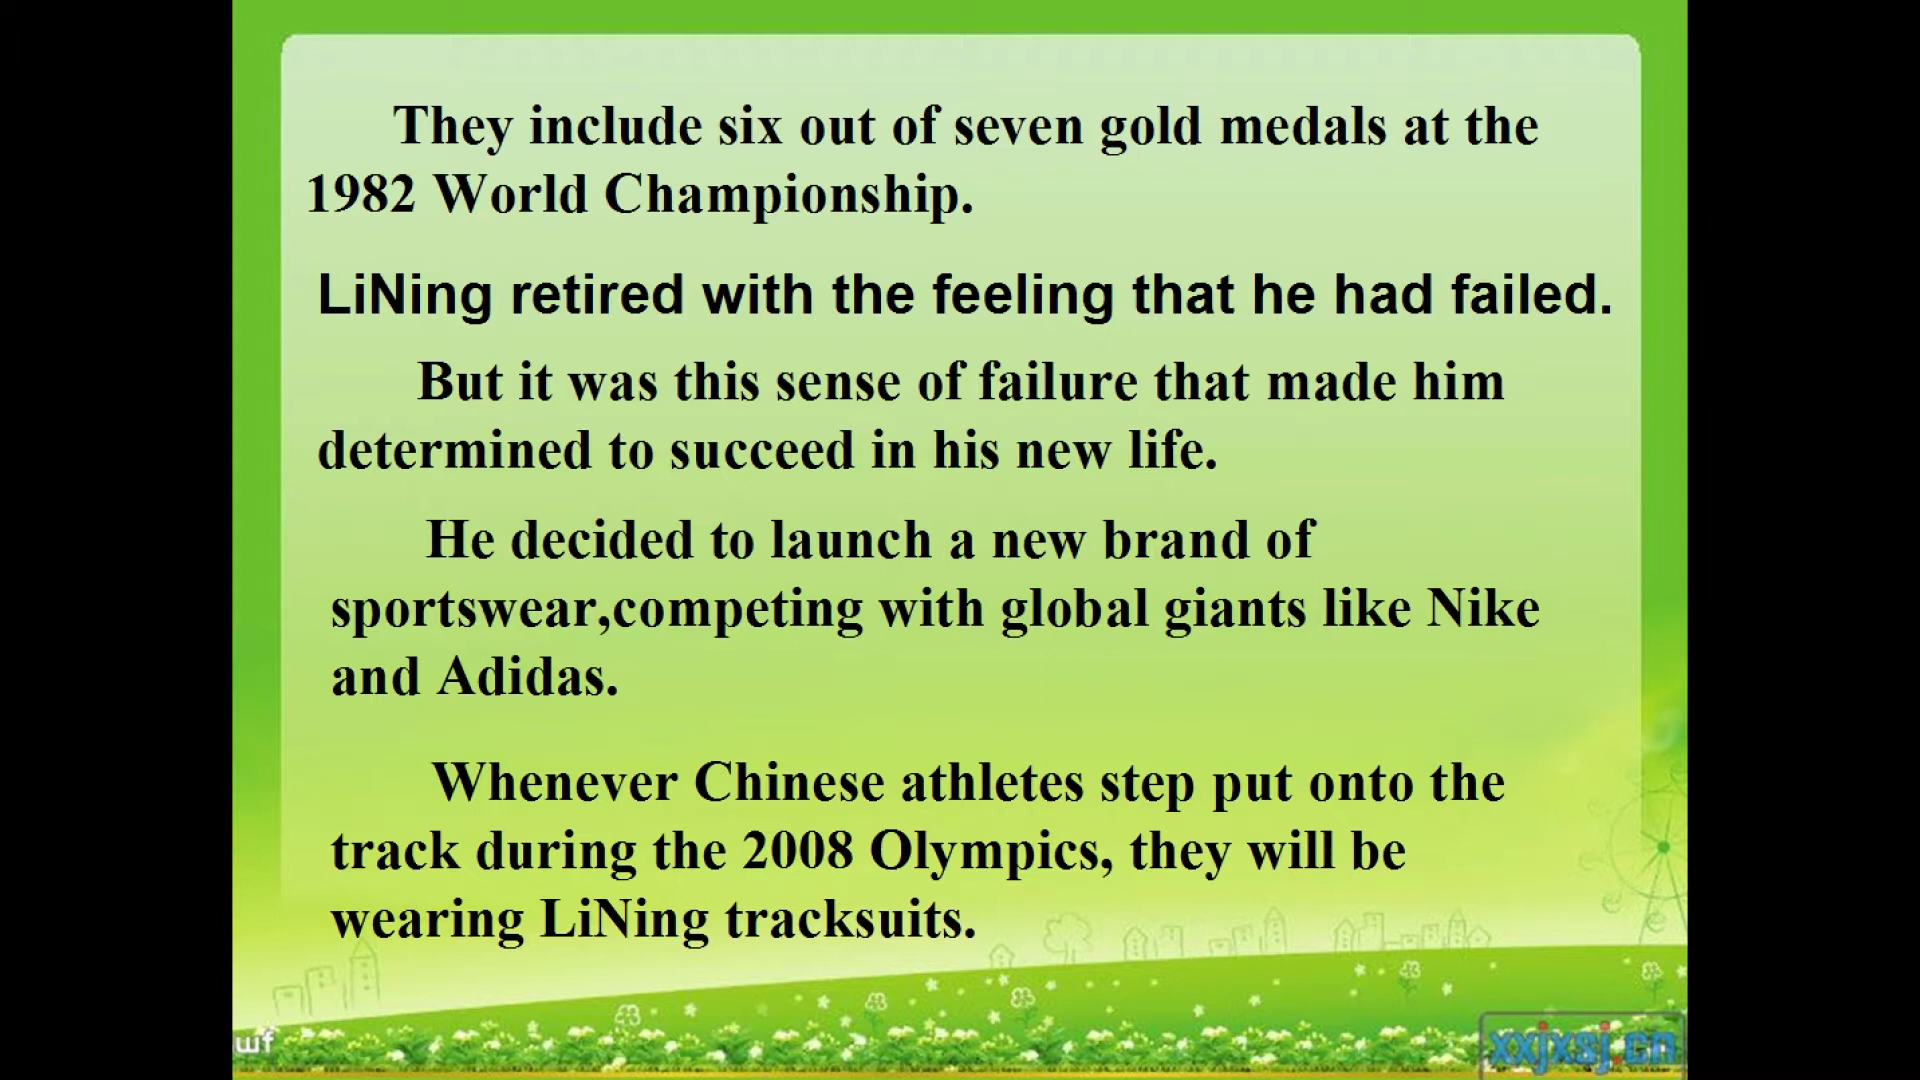 They include six out of seven gold medals at the
1982 World Championship.
LiNing retired with the feeling that he had failed.
But it was this sense of failure that made him
determined to succeed in his new life.
He decided to launch a new brand of
sportswear,competing with global giants like Nike
and Adidas.
Whenever Chinese athletes step put onto the
track during the 2008 Olympics, they will be
wearing LiNing tracksuits.
wf
xxjxsj.cn